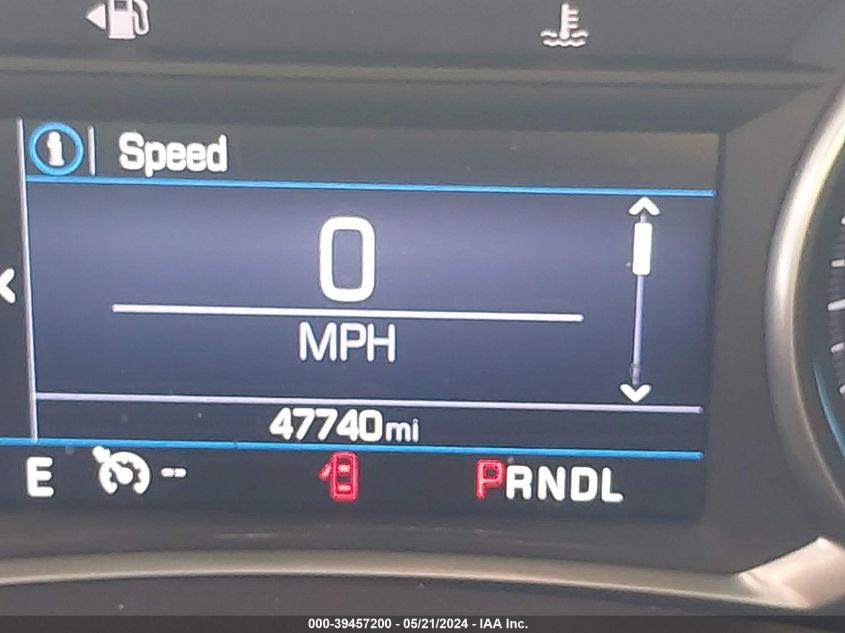 Speed
0
MPH
47740mi
E -- PRNDL
000-39457200 - 05/21/2024 - IAA Inc.